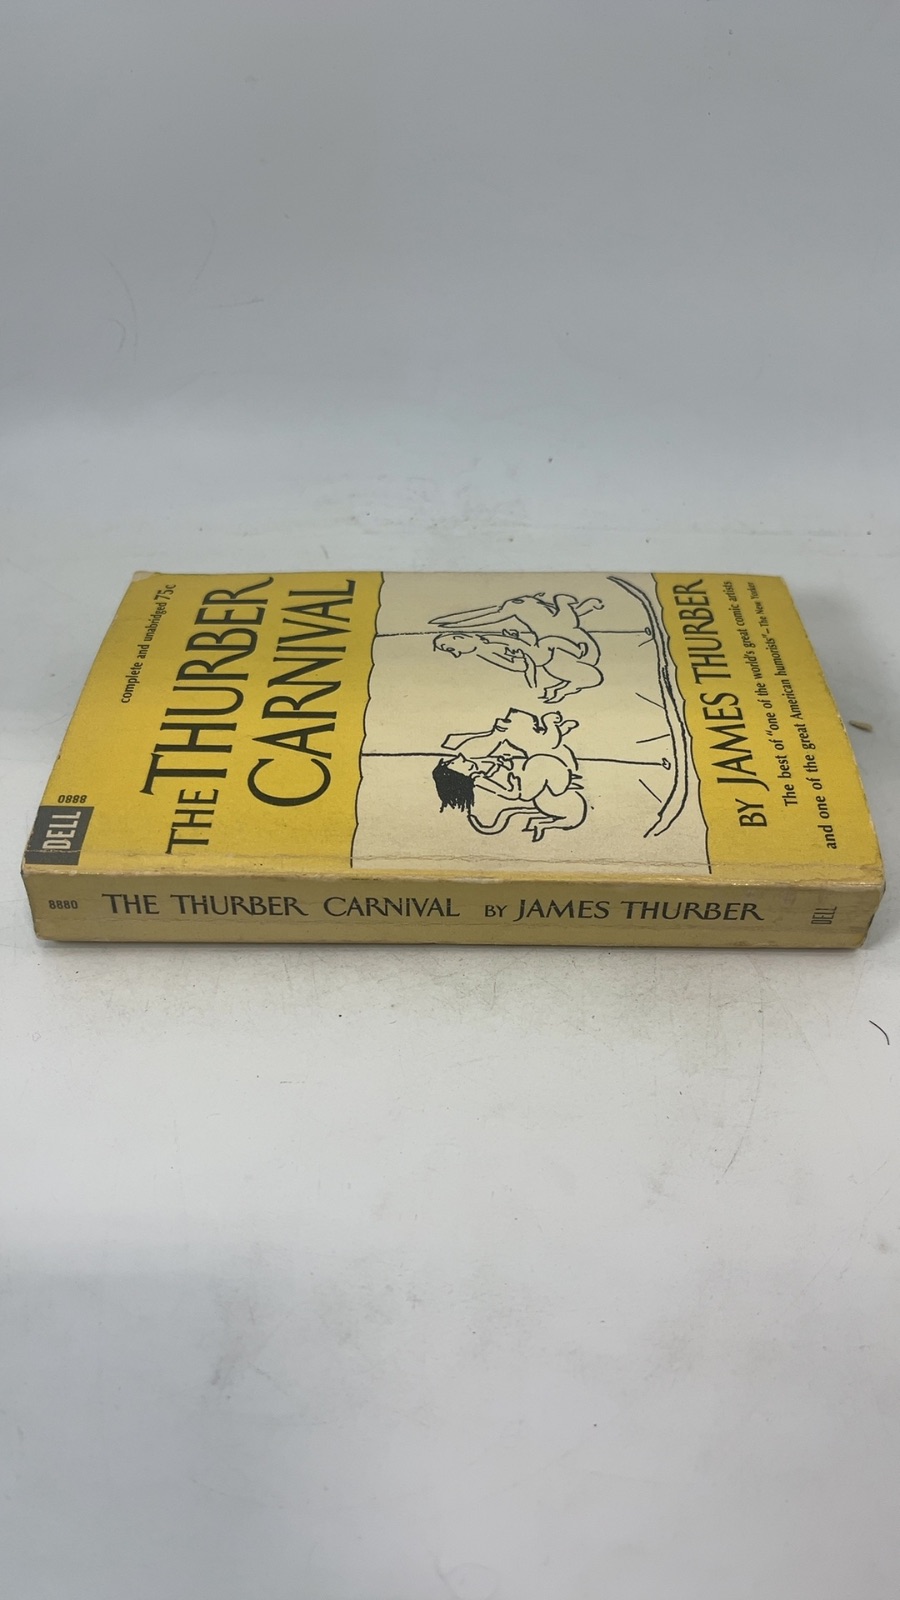 DELL
8880
complete and unabridged 75c
THE THURBER
CARNIVAL
BY JAMES THURBER
The best of "one of the world's great comic artists
and one of the great American humorists" — The New Yorker
8880 THE THURBER CARNIVAL BY JAMES THURBER DELL